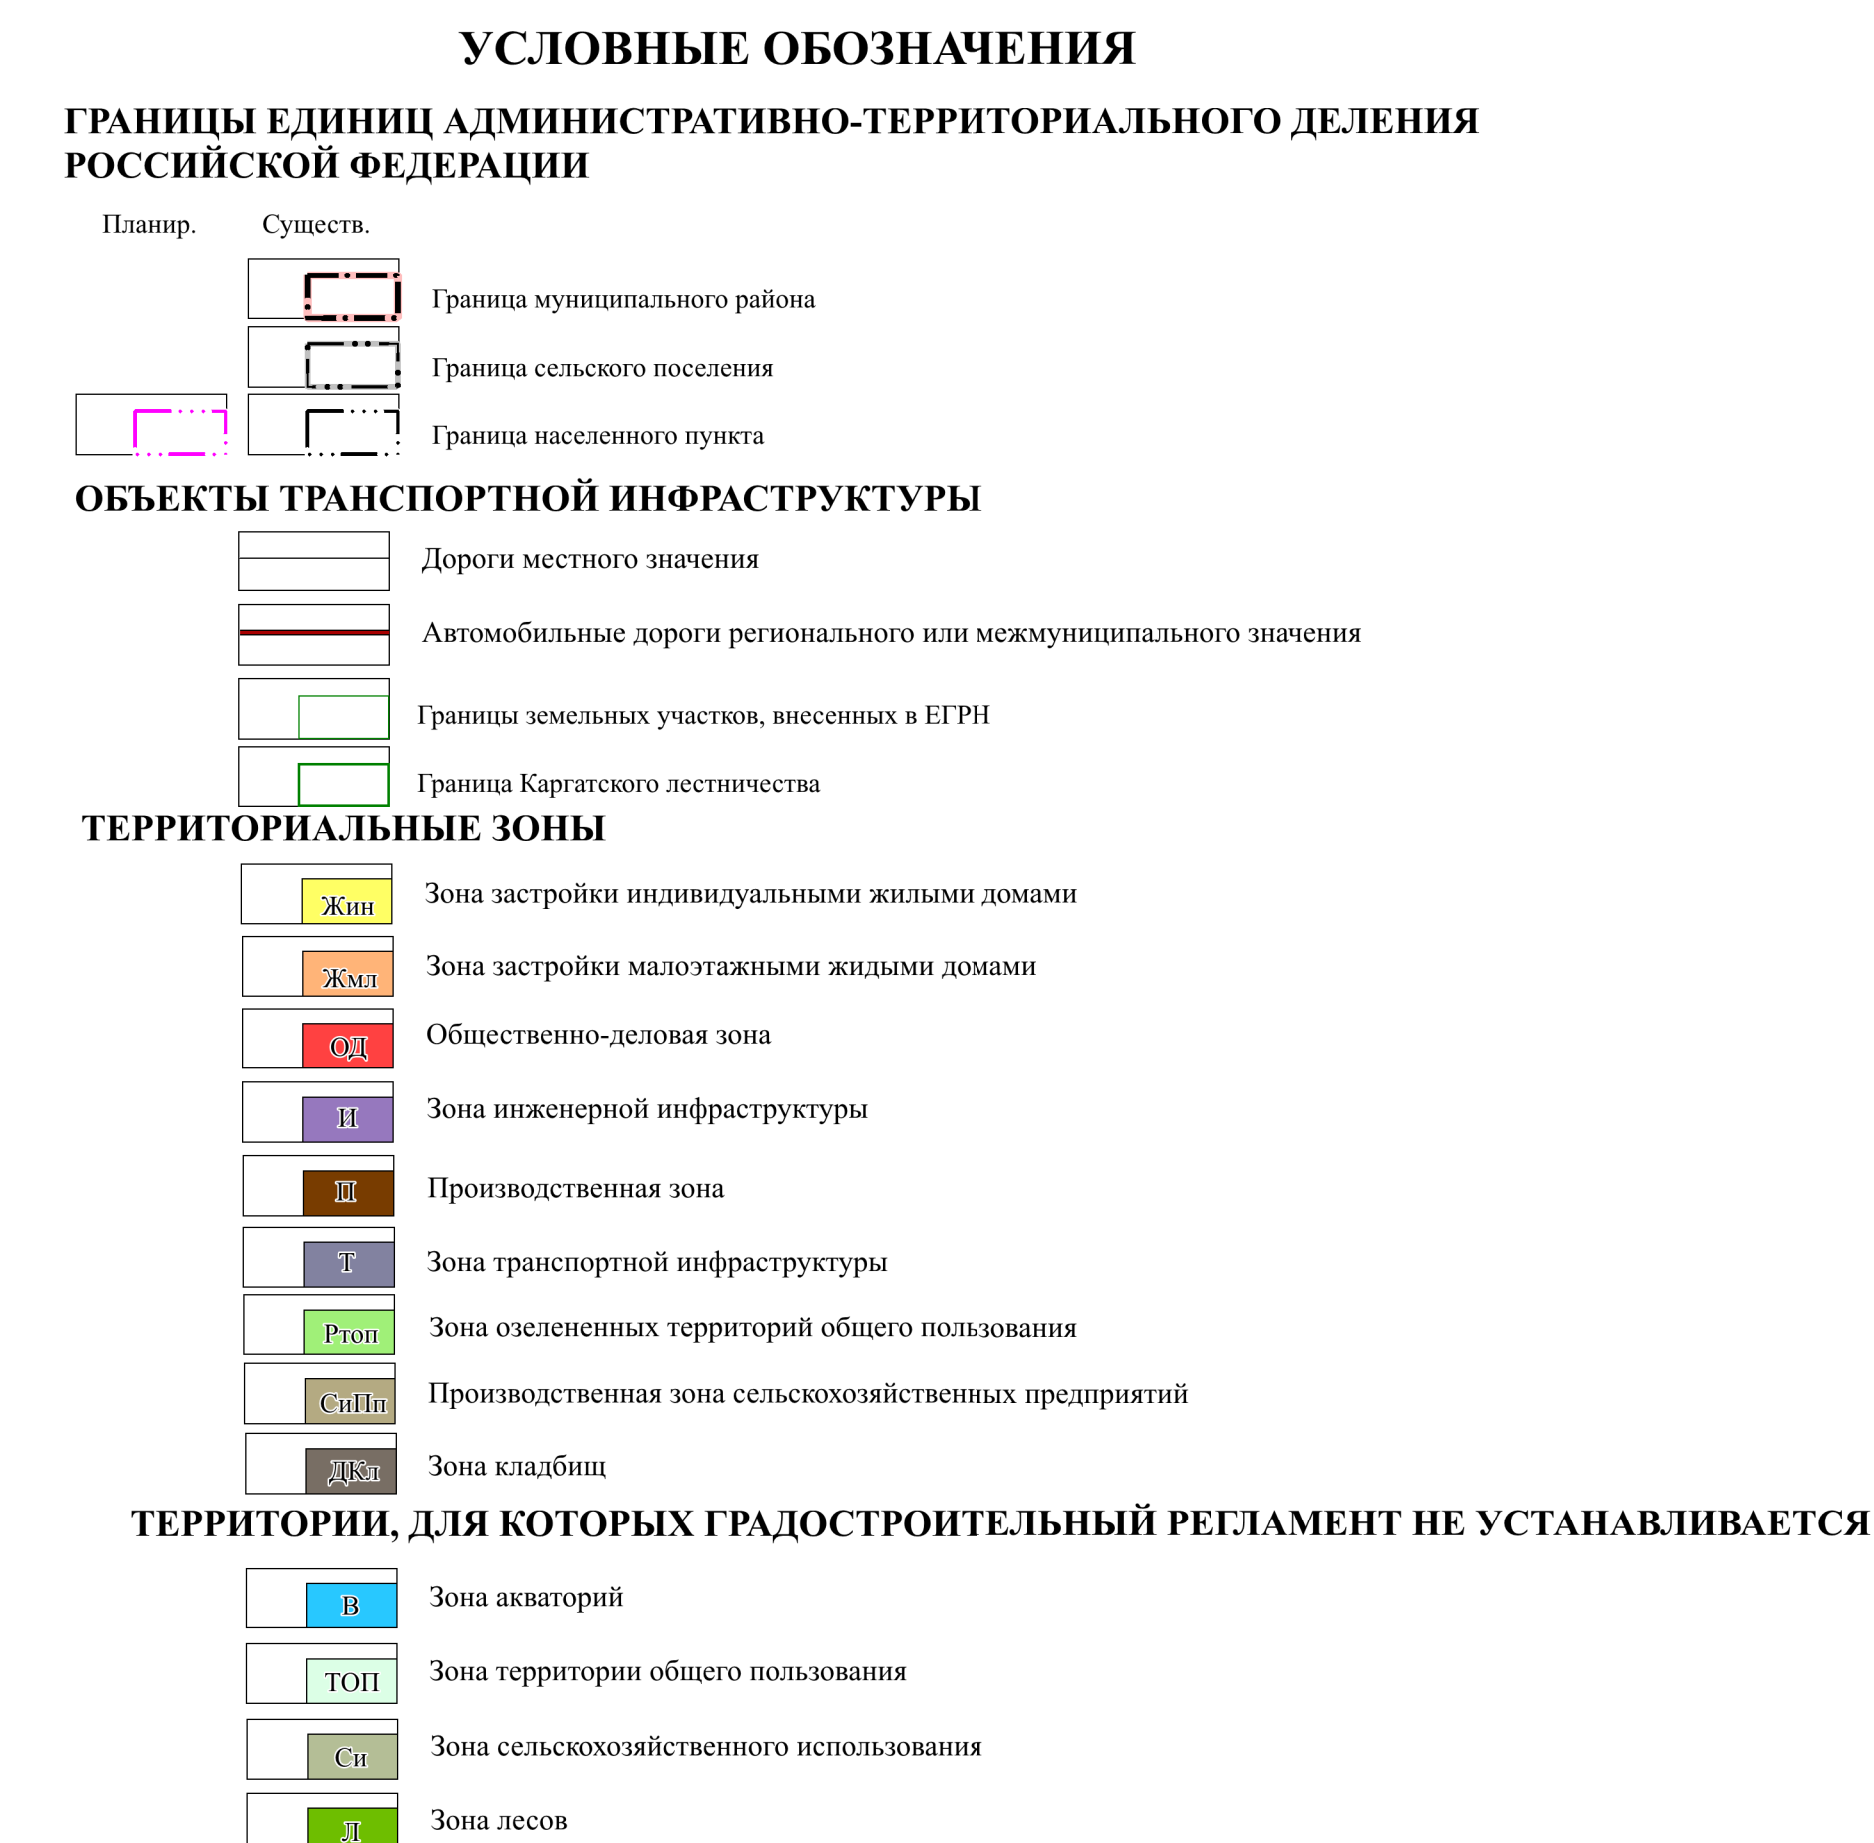 УСЛОВНЫЕ ОБОЗНАЧЕНИЯ
ГРАНИЦЫ ЕДИНИЦ АДМИНИСТРАТИВНО-ТЕРРИТОРИАЛЬНОГО ДЕЛЕНИЯ
РОССИЙСКОЙ ФЕДЕРАЦИИ
Планир. Существ.
Граница муниципального района
Граница сельского поселения
Граница населенного пункта
ОБЪЕКТЫ ТРАНСПОРТНОЙ ИНФРАСТРУКТУРЫ
Дороги местного значения
Автомобильные дороги регионального или межмуниципального значения
Границы земельных участков, внесенных в ЕГРН
Граница Каргатского лестничества
ТЕРРИТОРИАЛЬНЫЕ ЗОНЫ
Жин Зона застройки индивидуальными жилыми домами
Жмл Зона застройки малоэтажными жидыми домами
ОД Общественно-деловая зона
И Зона инженерной инфраструктуры
П Производственная зона
Т Зона транспортной инфраструктуры
Ртоп Зона озелененных территорий общего пользования
СиПп Производственная зона сельскохозяйственных предприятий
ДКл Зона кладбищ
ТЕРРИТОРИИ, ДЛЯ КОТОРЫХ ГРАДОСТРОИТЕЛЬНЫЙ РЕГЛАМЕНТ НЕ УСТАНАВЛИВАЕТСЯ
В Зона акваторий
ТОП Зона территории общего пользования
Си Зона сельскохозяйственного использования
Л Зона лесов